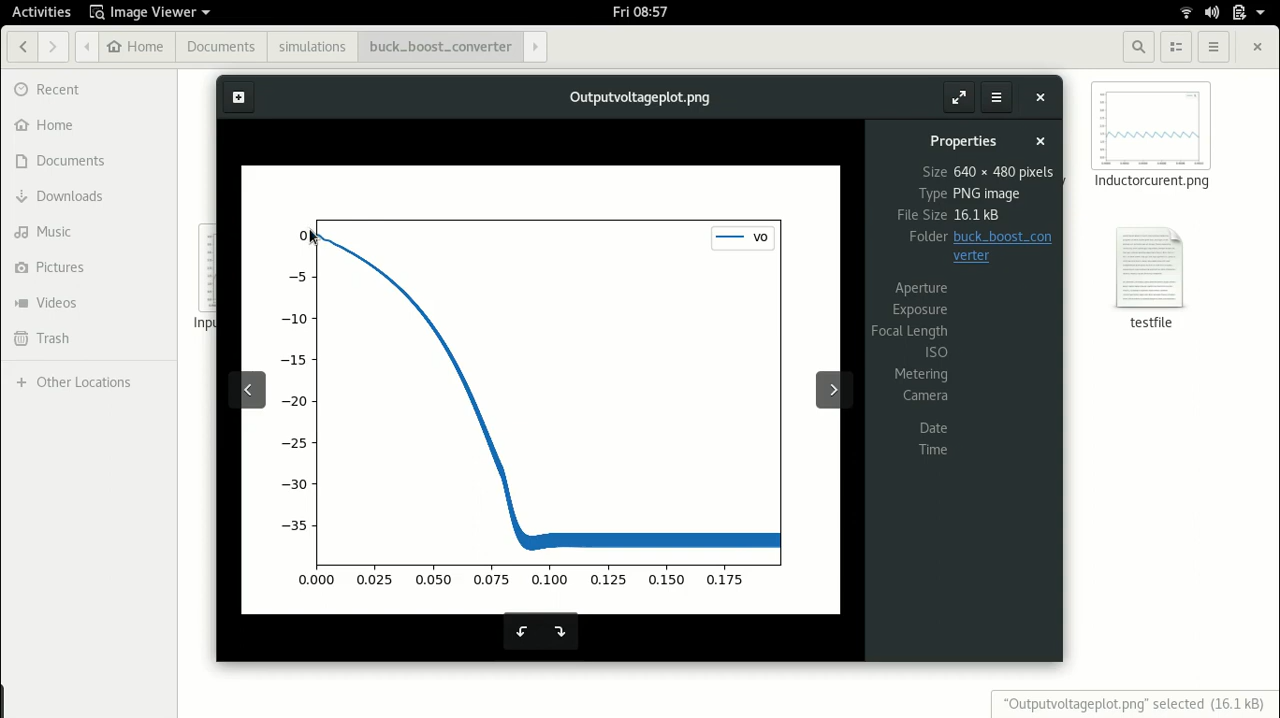 Activities
Image Viewer
Fri 08:57
Home
Documents
simulations
buck_boost_converter
Recent
Home
Documents
Downloads
Music
Pictures
Videos
Trash
Other Locations
Outputvoltageplot.png
Properties
Size 640 × 480 pixels
Type PNG image
File Size 16.1 kB
Folder buck_boost_con
verter
Aperture
Exposure
Focal Length
ISO
Metering
Camera
Date
Time
vo
0
−5
−10
−15
−20
−25
−30
−35
0.000 0.025 0.050 0.075 0.100 0.125 0.150 0.175
Inpu
Inductorcurent.png
testfile
“Outputvoltageplot.png” selected (16.1 kB)